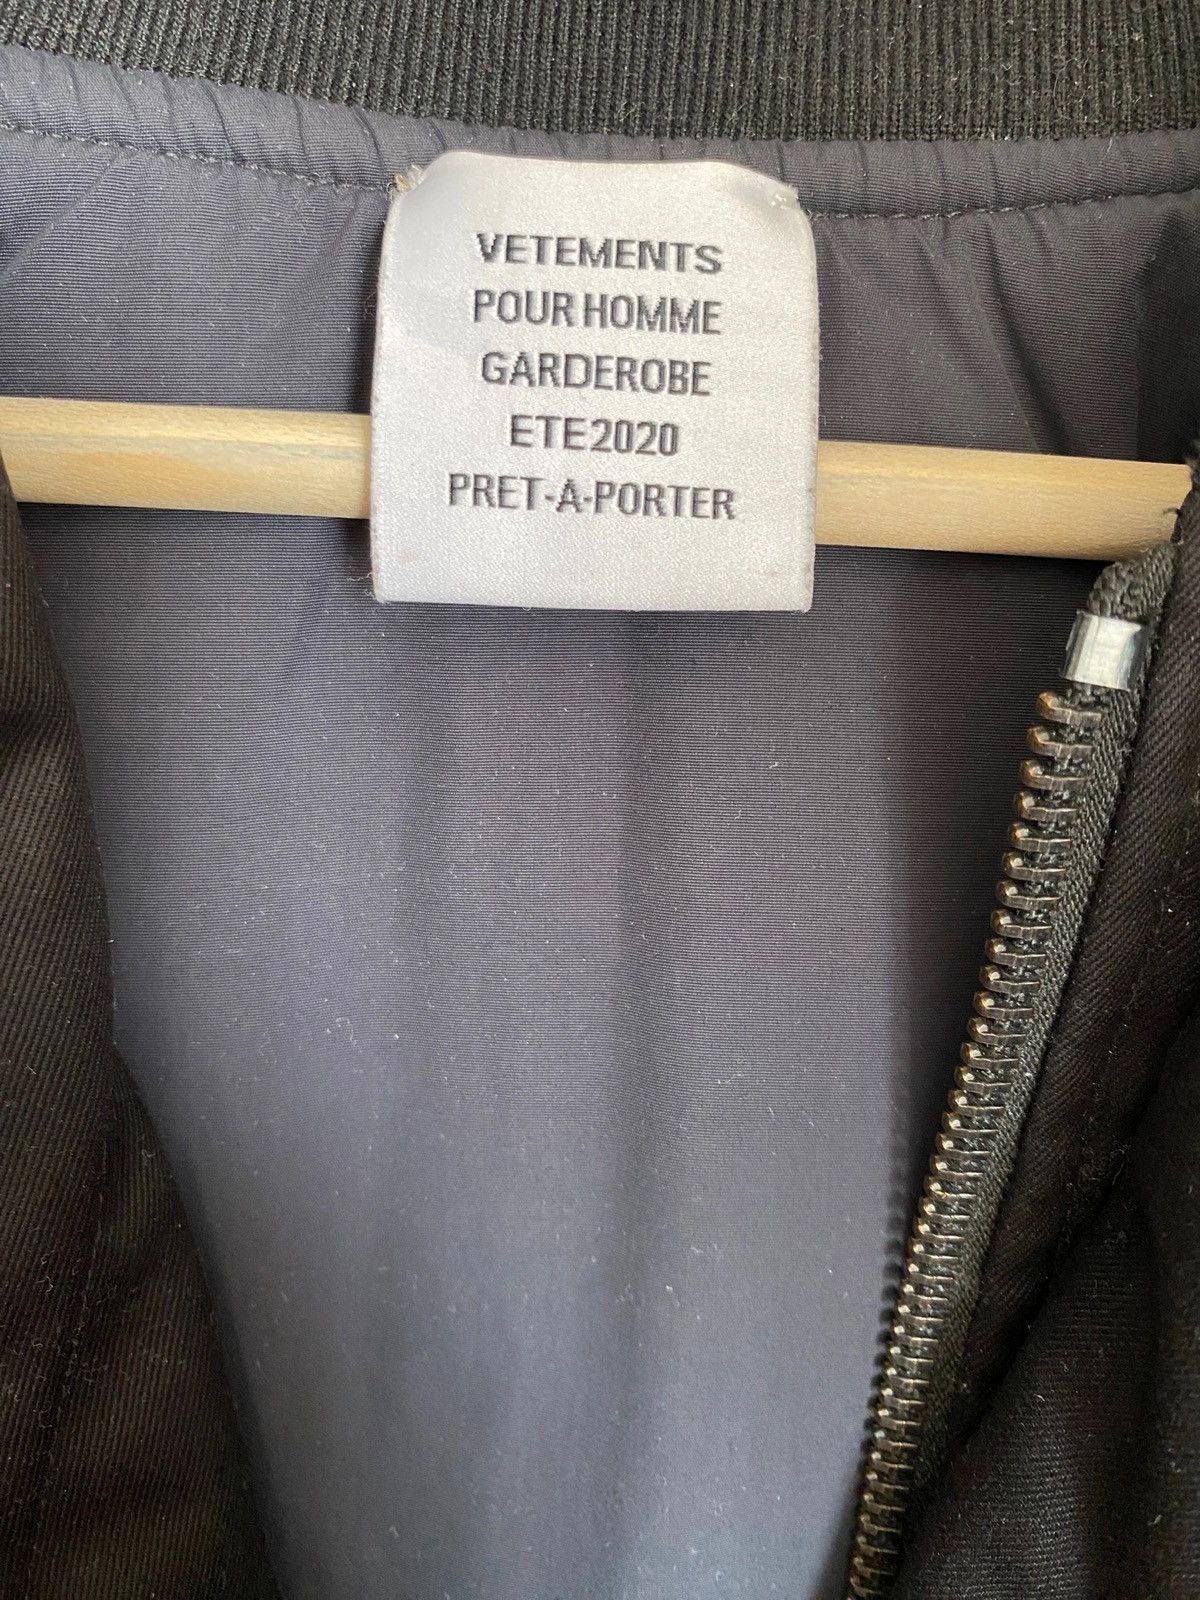 VETEMENTS
POUR HOMME
GARDEROBE
ETE2020
PRET-A-PORTER